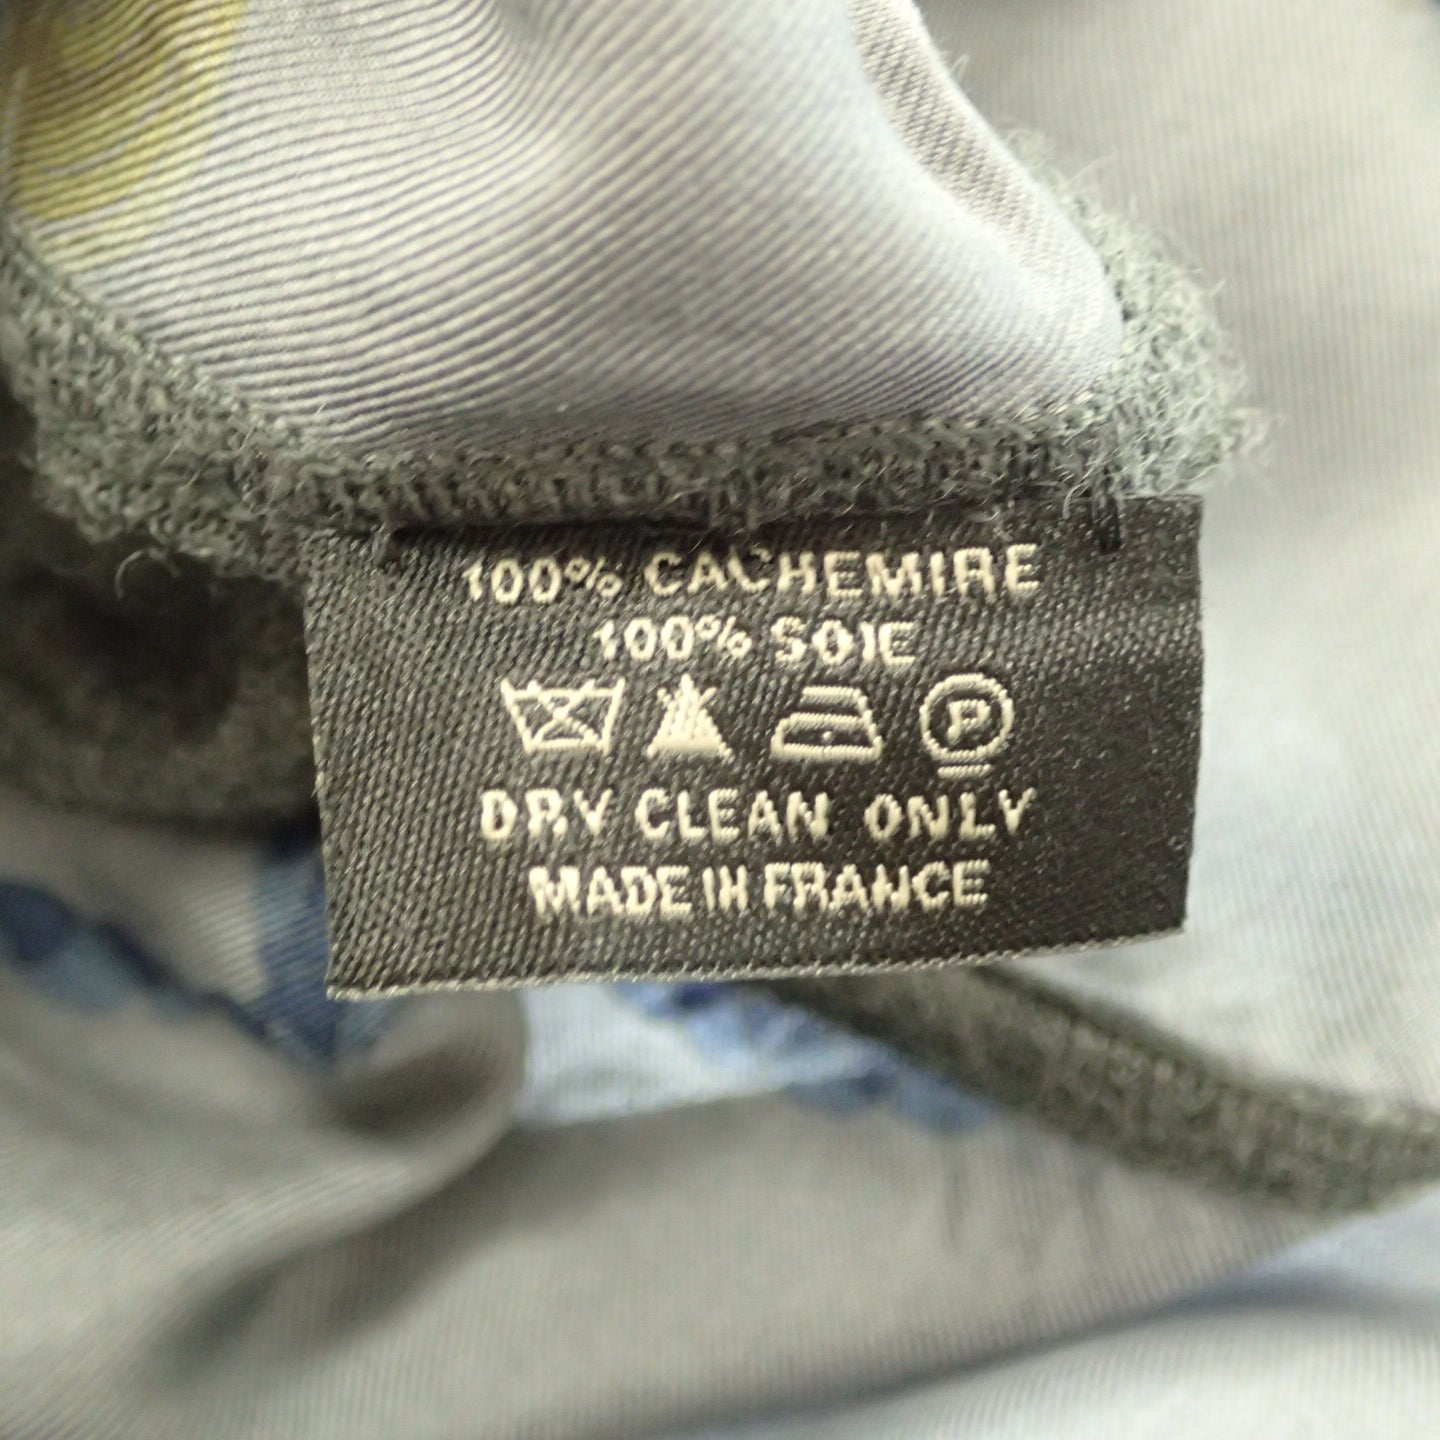 100% CACHEMIRE
100% SOIE
P
DRY CLEAN ONLY
MADE IN FRANCE